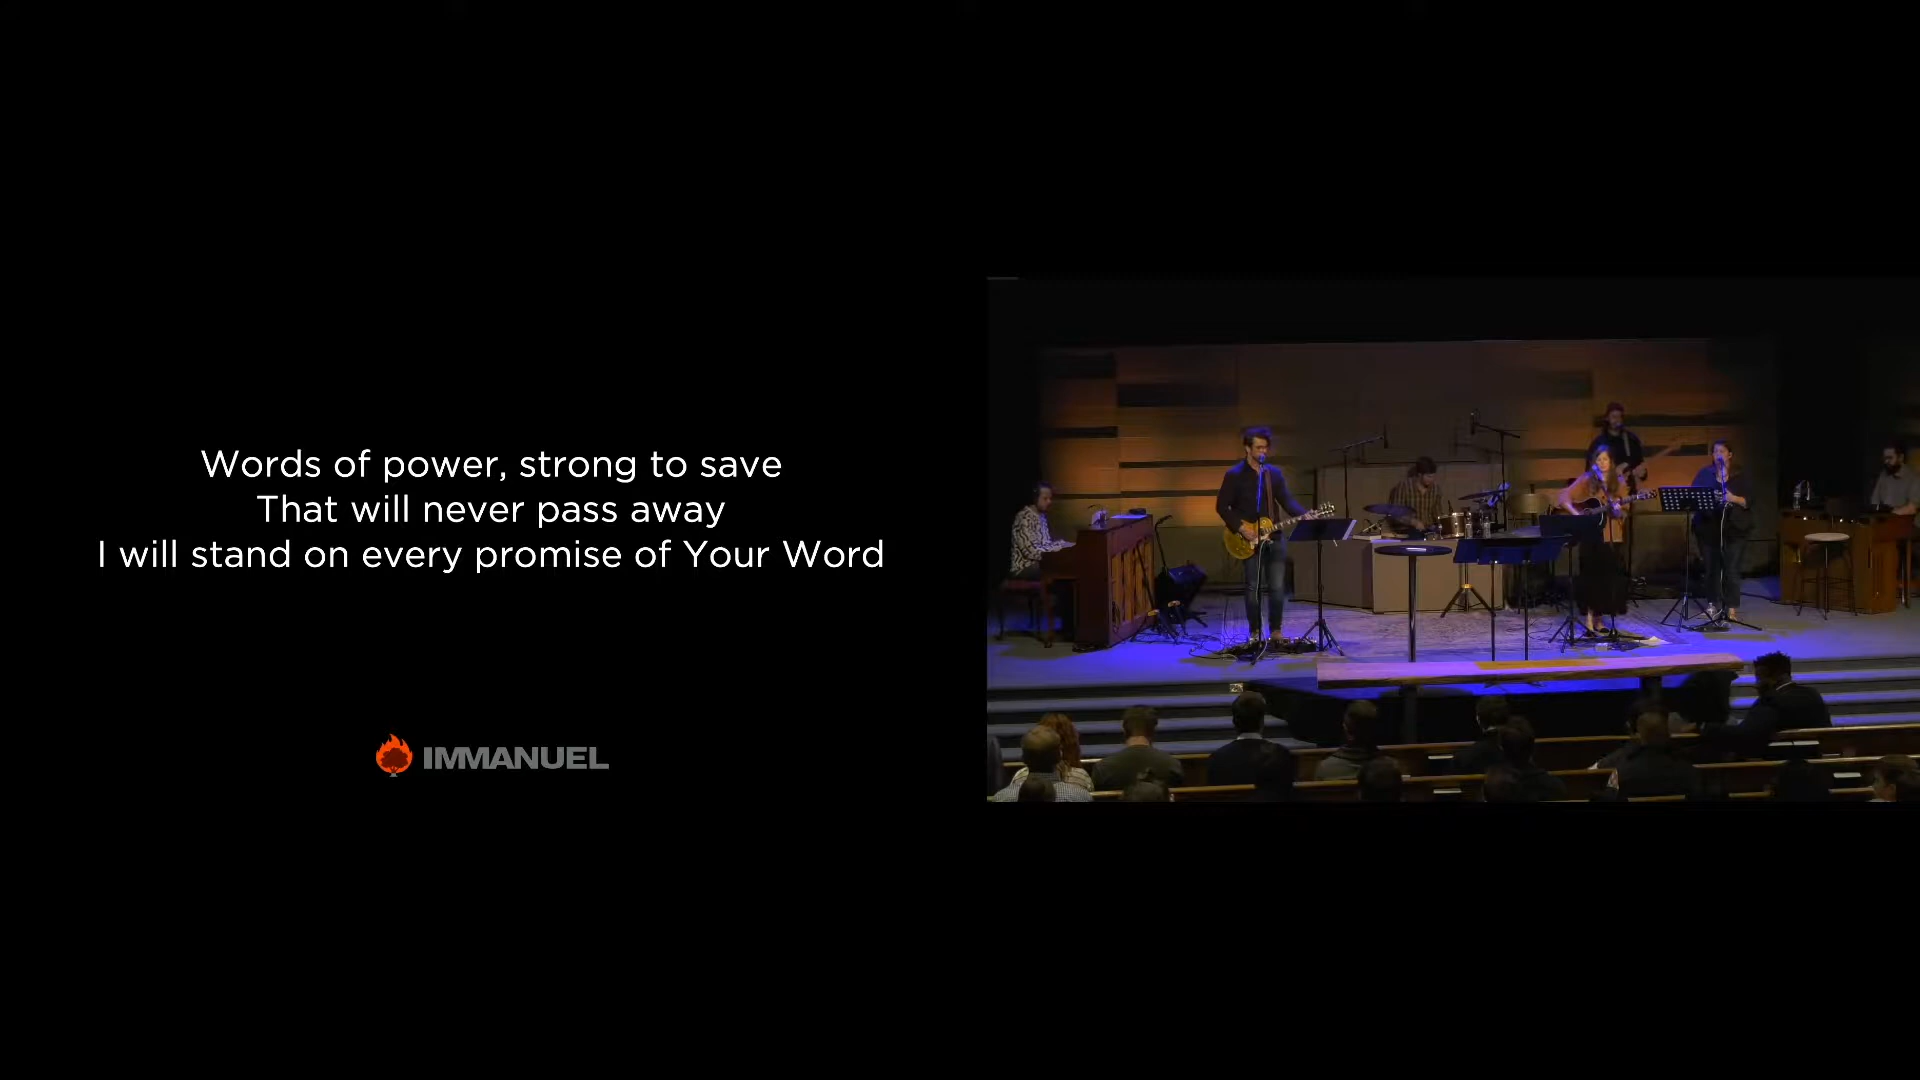 Words of power, strong to save
That will never pass away
I will stand on every promise of Your Word
IMMANUEL